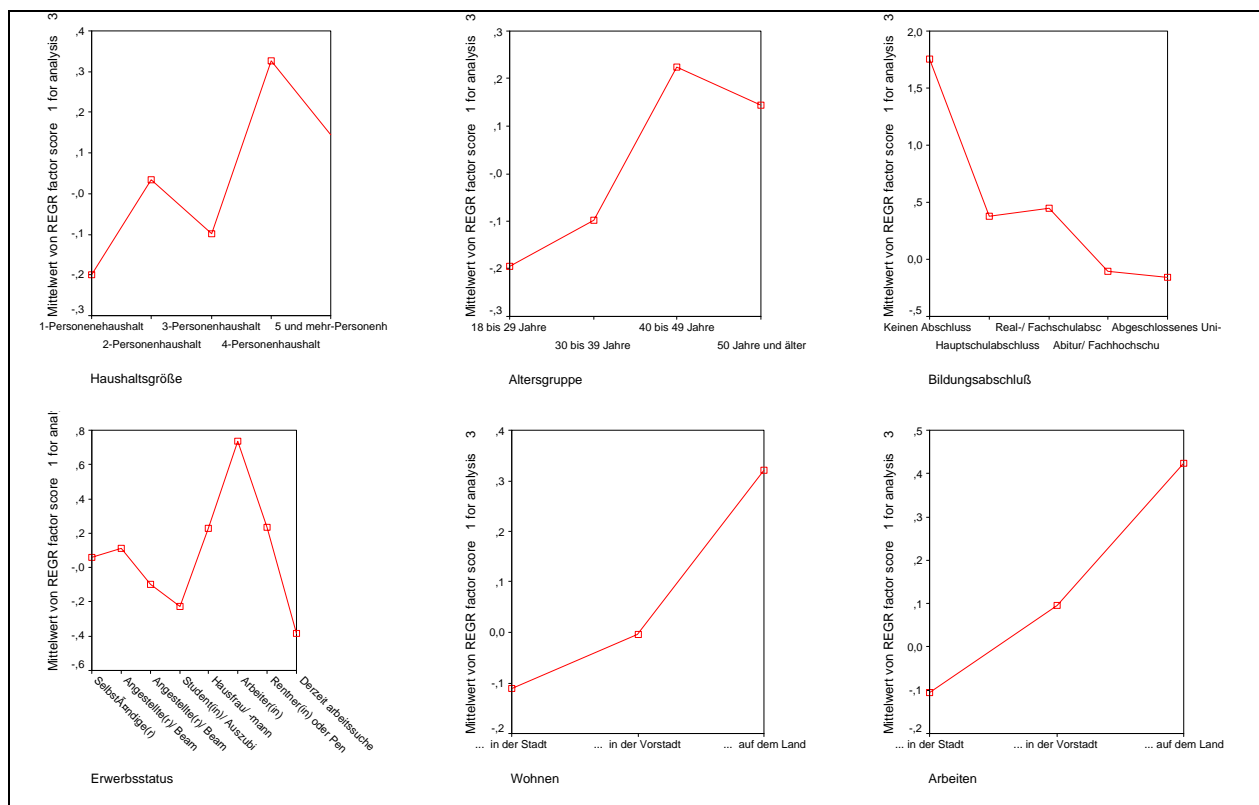 Mittelwert von REGR factor score 1 for analysis 3
,4
,3
,2
,1
-,0
-,1
-,2
-,3
1-Personenehaushalt
3-Personenhaushalt
5 und mehr-Personenh
2-Personenhaushalt
4-Personenhaushalt
Haushaltsgröße
Mittelwert von REGR factor score 1 for analysis 3
,3
,2
,1
-,0
-,1
-,2
-,3
18 bis 29 Jahre
40 bis 49 Jahre
30 bis 39 Jahre
50 Jahre und älter
Altersgruppe
Mittelwert von REGR factor score 1 for analysis 3
2,0
1,5
1,0
,5
0,0
-,5
Keinen Abschluss
Real-/ Fachschulabsc
Abgeschlossenes Uni-
Hauptschulabschluss
Abitur/ Fachhochschu
Bildungsabschluß
Mittelwert von REGR factor score 1 for analy
,8
,6
,4
,2
-,0
-,2
-,4
-,6
SelbstÃ¤ndige(r)
Angestellte(r)/ Beam
Angestellte(r)/ Beam
Student(in)/ Auszubi
Hausfrau/ -mann
Arbeiter(in)
Rentner(in) oder Pen
Derzeit arbeitssuche
Erwerbsstatus
Mittelwert von REGR factor score 1 for analysis 3
,4
,3
,2
,1
0,0
-,1
-,2
... in der Stadt
... in der Vorstadt
... auf dem Land
Wohnen
Mittelwert von REGR factor score 1 for analysis 3
,5
,4
,3
,2
,1
0,0
-,1
-,2
... in der Stadt
... in der Vorstadt
... auf dem Land
Arbeiten